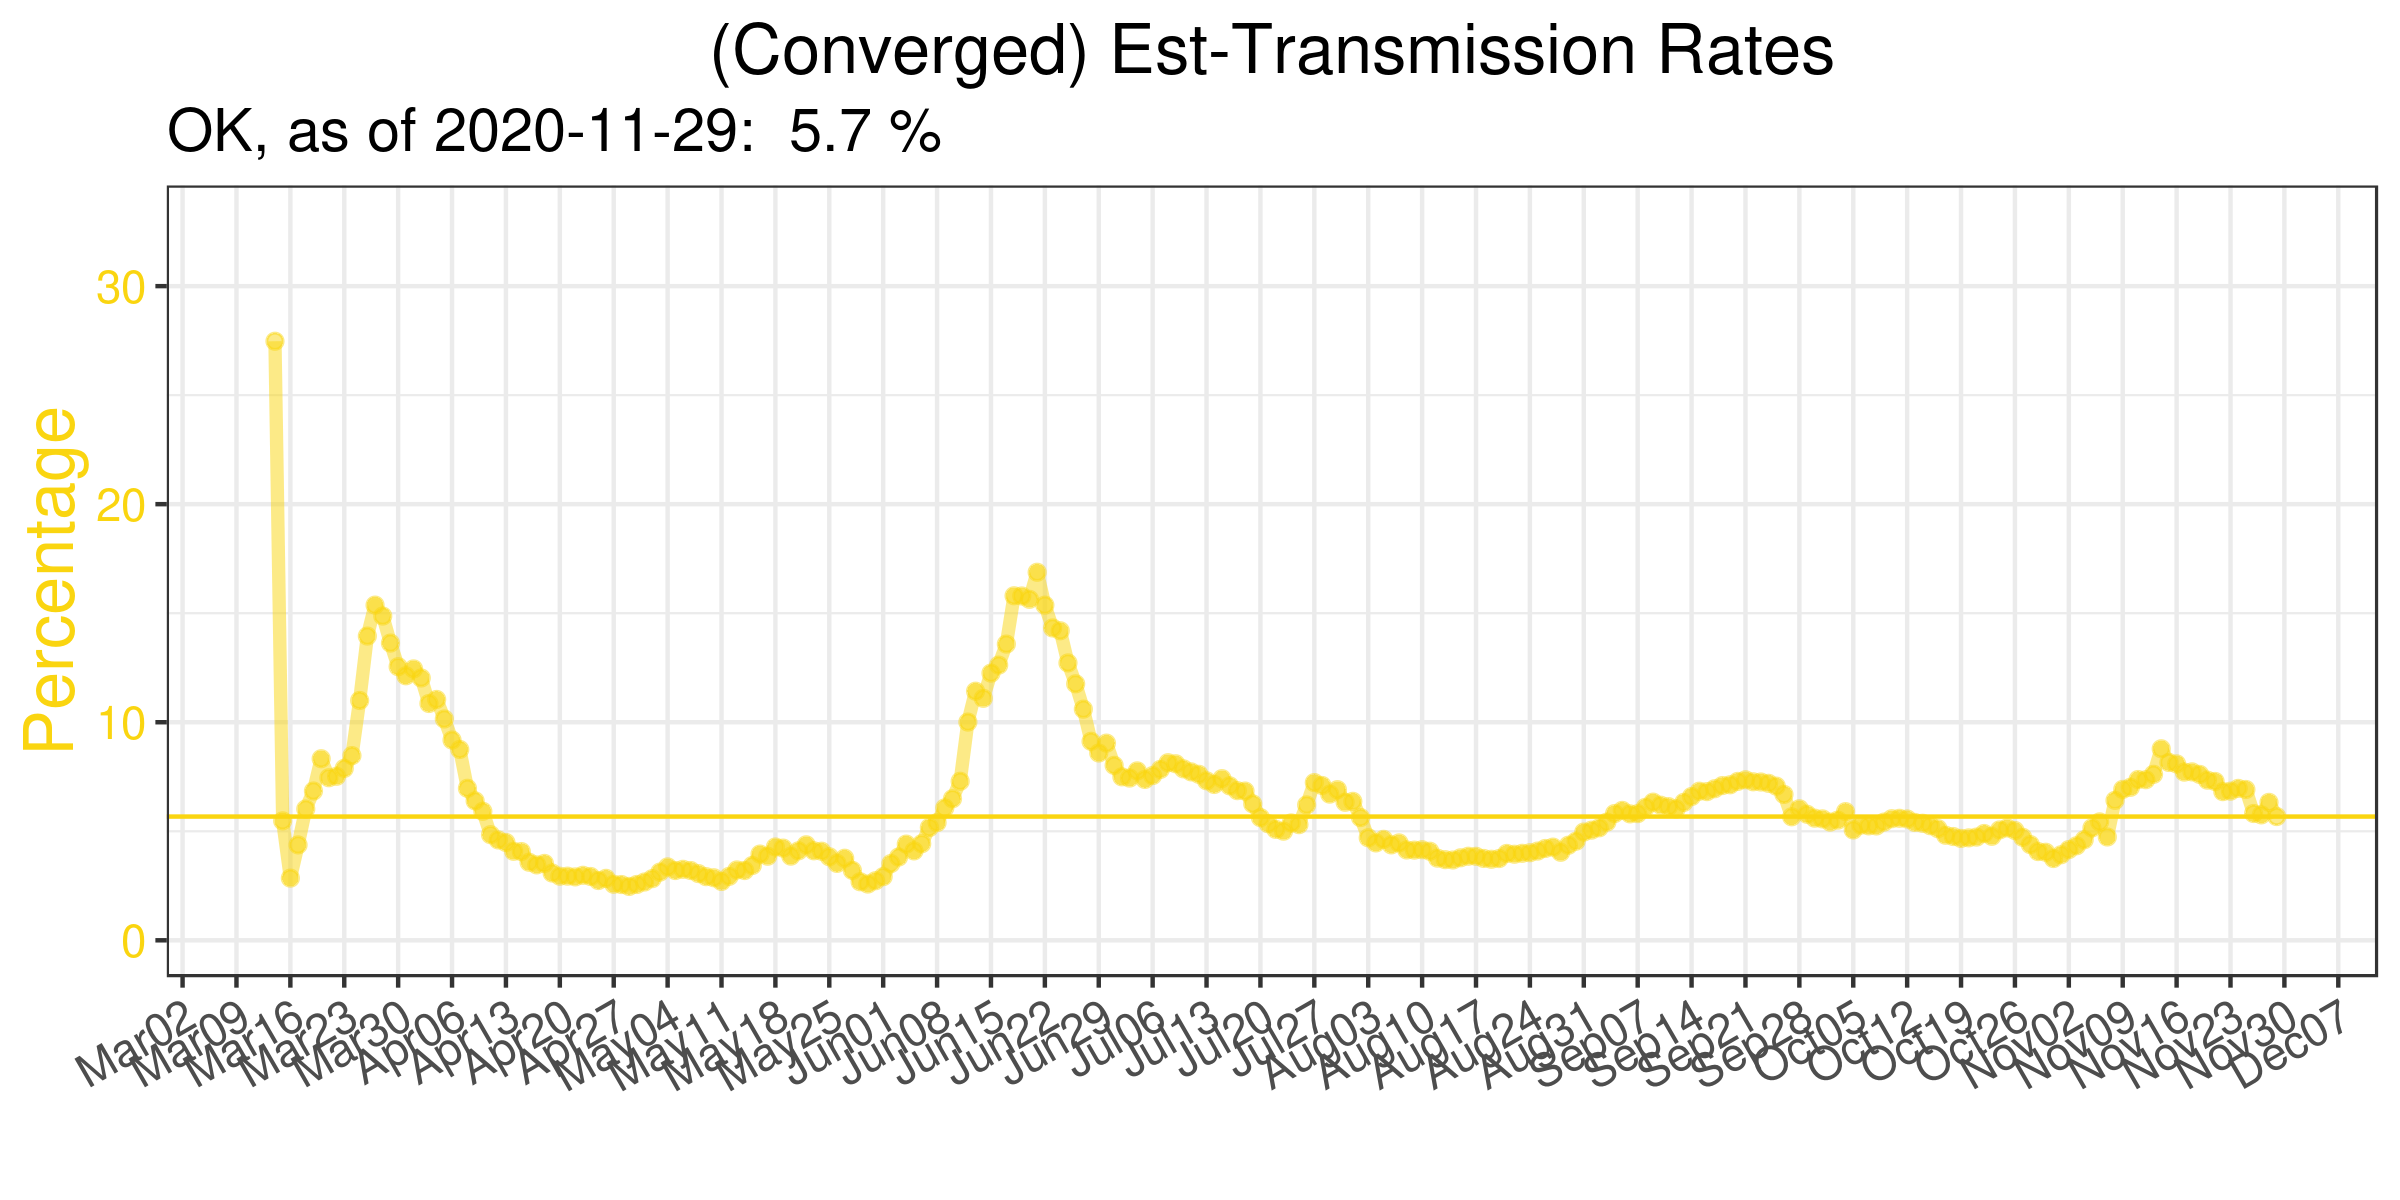 (Converged) Est-Transmission Rates
OK, as of 2020-11-29:  5.7 %
Percentage
30
20
10
0
Mar02
Mar09
Mar16
Mar23
Mar30
Apr06
Apr13
Apr20
Apr27
May04
May11
May18
May25
Jun01
Jun08
Jun15
Jun22
Jun29
Jul06
Jul13
Jul20
Jul27
Aug03
Aug10
Aug17
Aug24
Aug31
Sep07
Sep14
Sep21
Sep28
Oct05
Oct12
Oct19
Oct26
Nov02
Nov09
Nov16
Nov23
Nov30
Dec07